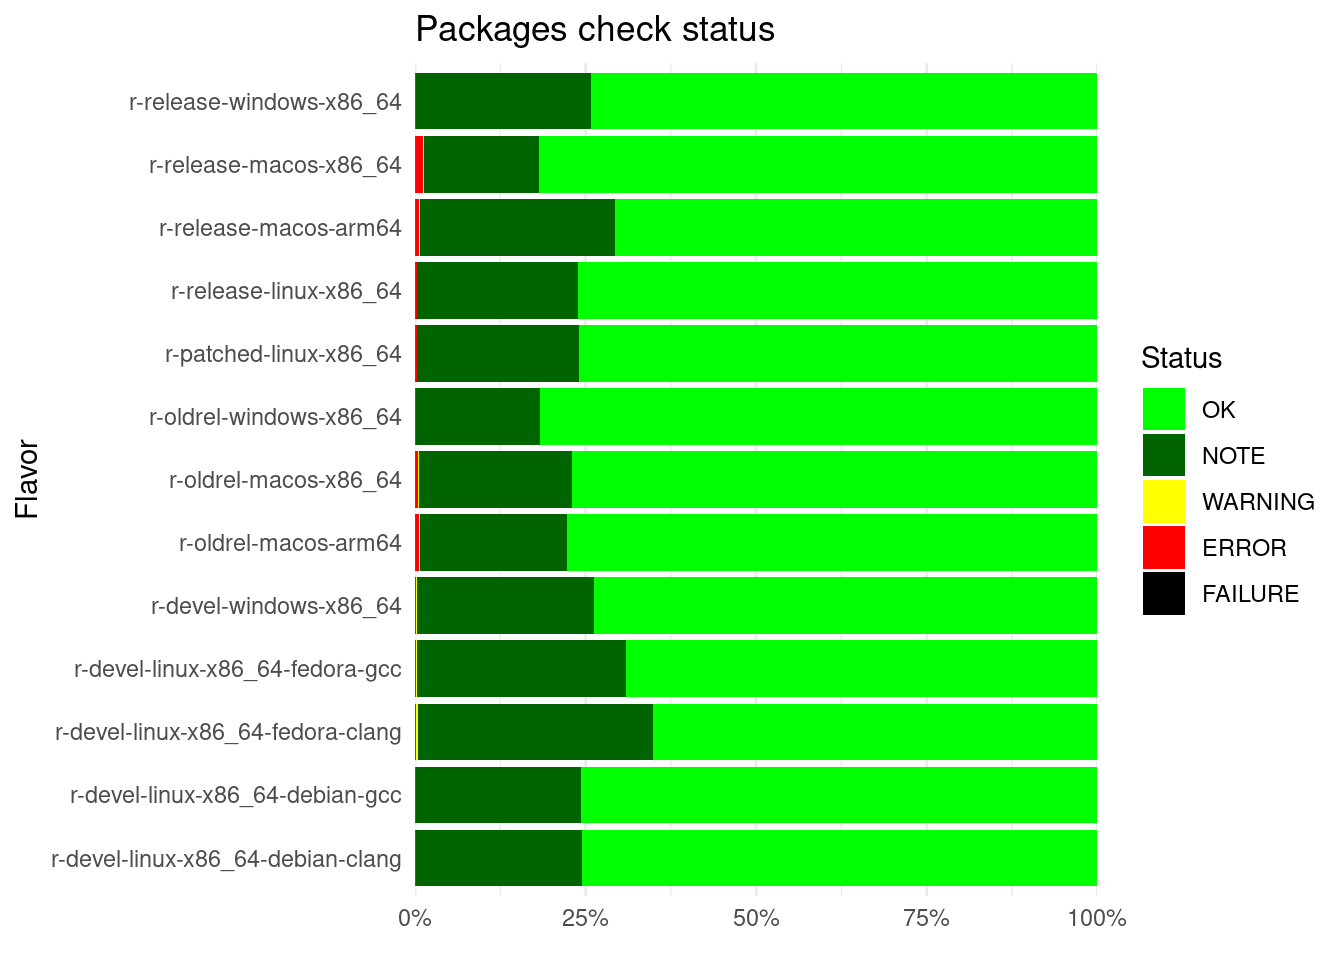 Packages check status
Flavor
r-release-windows-x86_64
r-release-macos-x86_64
r-release-macos-arm64
r-release-linux-x86_64
r-patched-linux-x86_64
r-oldrel-windows-x86_64
r-oldrel-macos-x86_64
r-oldrel-macos-arm64
r-devel-windows-x86_64
r-devel-linux-x86_64-fedora-gcc
r-devel-linux-x86_64-fedora-clang
r-devel-linux-x86_64-debian-gcc
r-devel-linux-x86_64-debian-clang
0% 25% 50% 75% 100%
Status
OK
NOTE
WARNING
ERROR
FAILURE